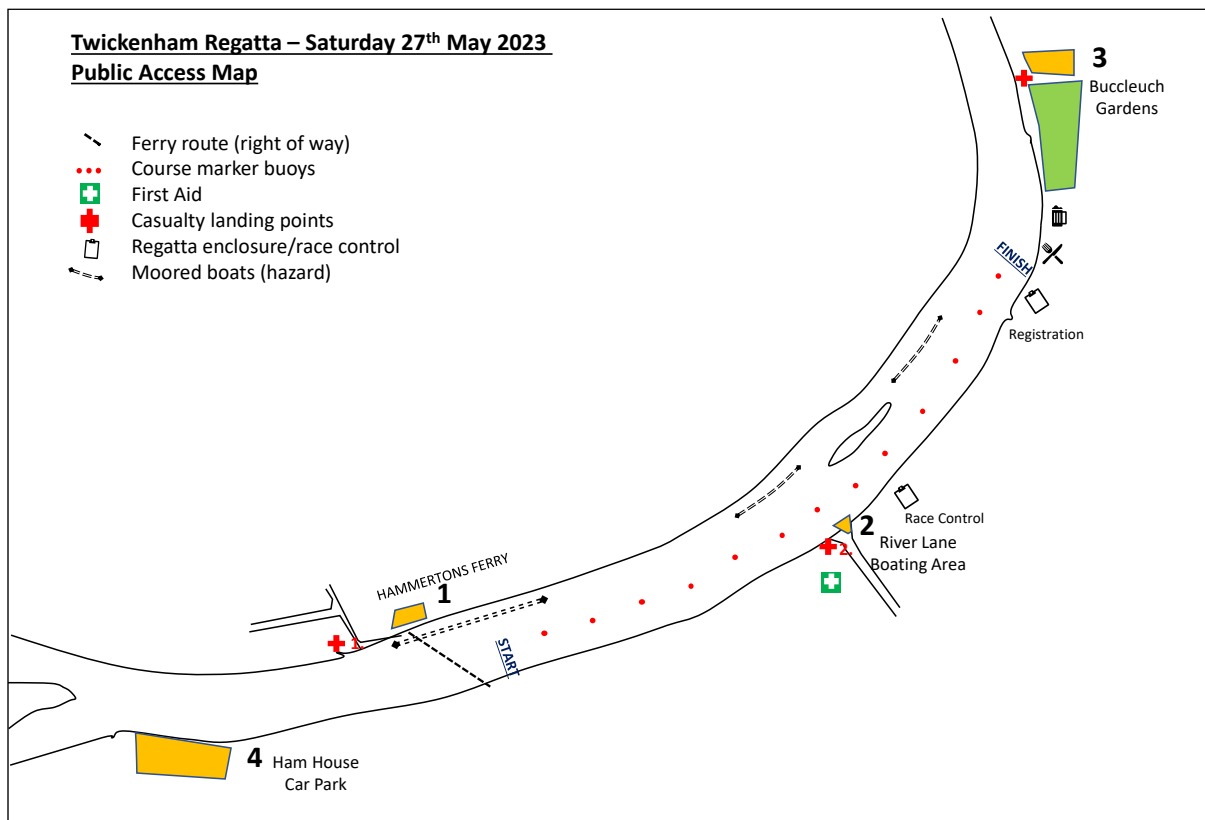 Twickenham Regatta – Saturday 27th May 2023
Public Access Map
Ferry route (right of way)
Course marker buoys
First Aid
Casualty landing points
Regatta enclosure/race control
Moored boats (hazard)
3
Buccleuch
Gardens
FINISH
Registration
Race Control
2
River Lane
Boating Area
2.
HAMMERTONS FERRY
1
1.
START
4
Ham House
Car Park